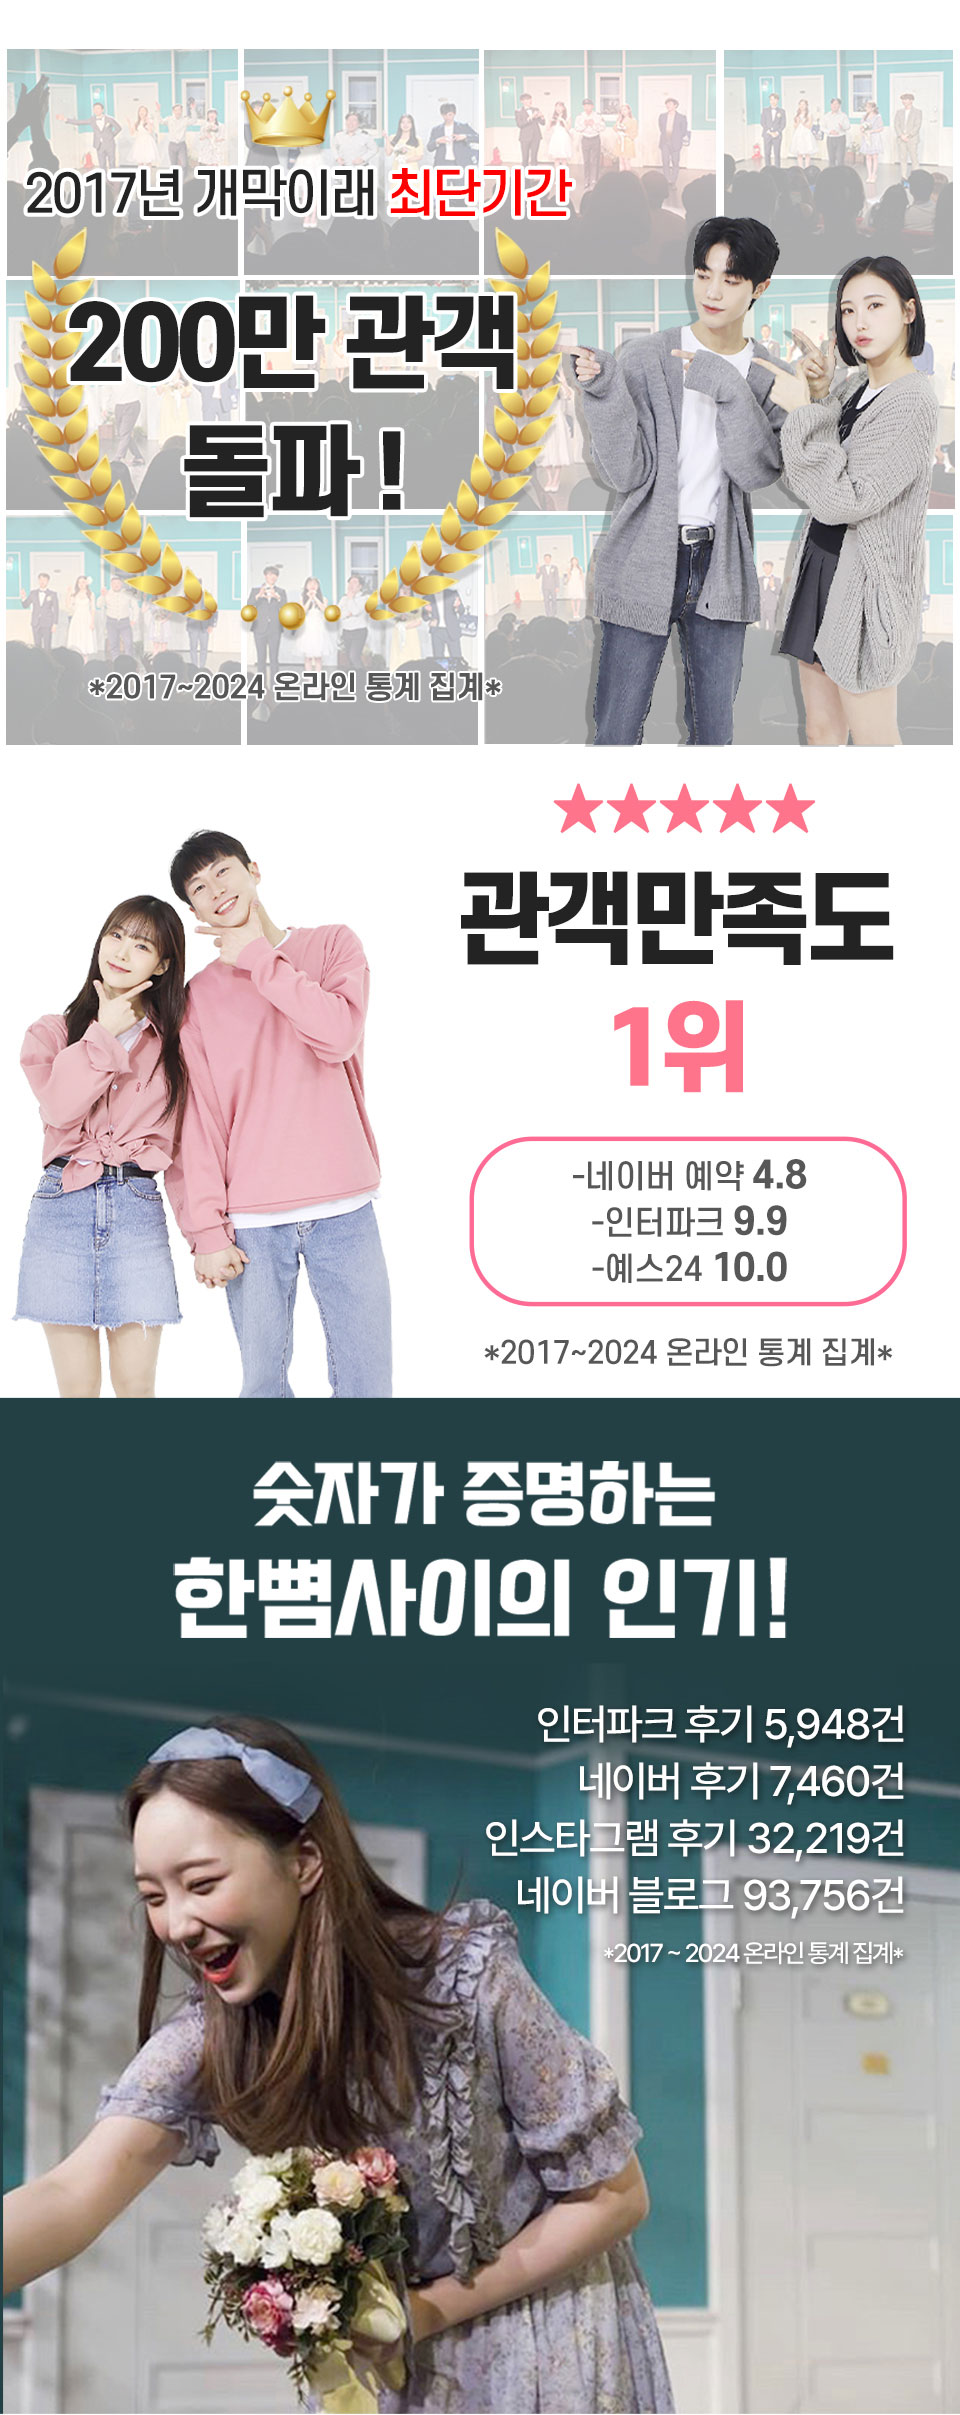 2017년 개막이래 최단기간
200만 관객
돌파!
*2017~2024 온라인 통계 집계*
관객만족도
1위
-네이버 예약 4.8
-인터파크 9.9
-예스24 10.0
*2017~2024 온라인 통계 집계*
숫자가 증명하는
한뼘사이의 인기!
인터파크 후기 5,948건
네이버 후기 7,460건
인스타그램 후기 32,219건
네이버 블로그 93,756건
*2017 ~ 2024 온라인 통계 집계*